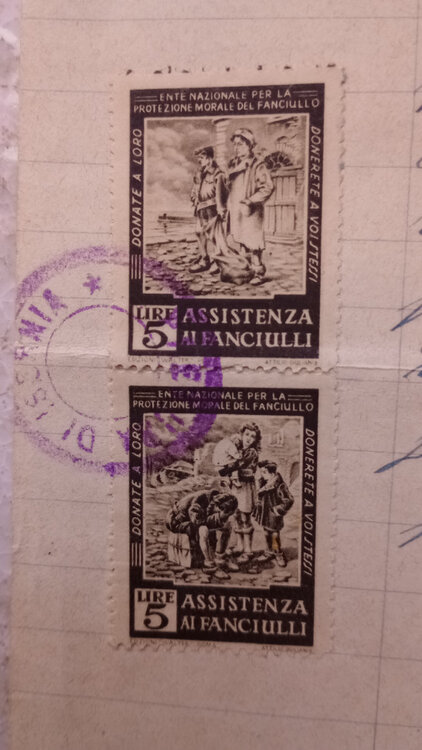 ENTE NAZIONALE PER LA
PROTEZIONE MORALE DEL FANCIULLO
DONATE A LORO
DONERETE A VOI STESSI
LIRE
5
ASSISTENZA
AI FANCIULLI
ENTE NAZIONALE PER LA
PROTEZIONE MORALE DEL FANCIULLO
DONATE A LORO
DONERETE A VOI STESSI
LIRE
5
ASSISTENZA
AI FANCIULLI